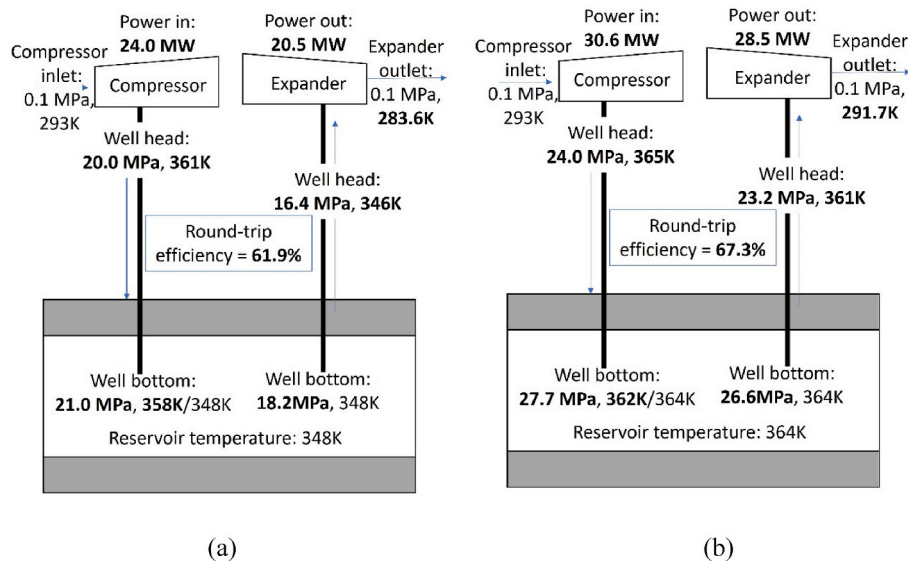 Power in:
24.0 MW
Power out:
20.5 MW
Compressor
inlet:
0.1 MPa,
293K
Compressor
Expander
Expander
outlet:
0.1 MPa,
283.6K
Well head:
20.0 MPa, 361K
Well head:
16.4 MPa, 346K
Round-trip
efficiency = 61.9%
Well bottom:
21.0 MPa, 358K/348K
Well bottom:
18.2MPa, 348K
Reservoir temperature: 348K
(a)
Power in:
30.6 MW
Power out:
28.5 MW
Compressor
inlet:
0.1 MPa,
293K
Compressor
Expander
Expander
outlet:
0.1 MPa,
291.7K
Well head:
24.0 MPa, 365K
Well head:
23.2 MPa, 361K
Round-trip
efficiency = 67.3%
Well bottom:
27.7 MPa, 362K/364K
Well bottom:
26.6MPa, 364K
Reservoir temperature: 364K
(b)